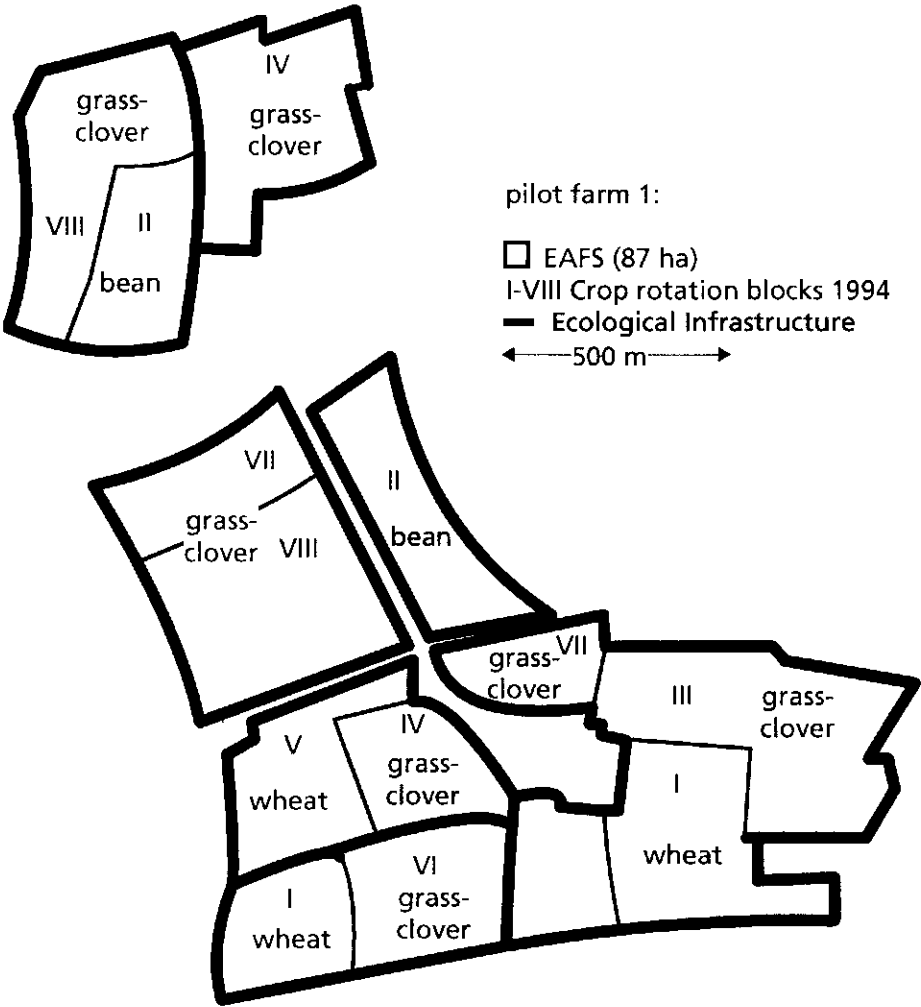 IV
grass-
clover
grass-
clover
VIII
II
bean
pilot farm 1:
EAFS (87 ha)
I-VIII Crop rotation blocks 1994
Ecological Infrastructure
500 m
VII
grass-
clover
VIII
II
bean
VII
grass-
clover
III
grass-
clover
V
wheat
IV
grass-
clover
I
wheat
I
wheat
VI
grass-
clover